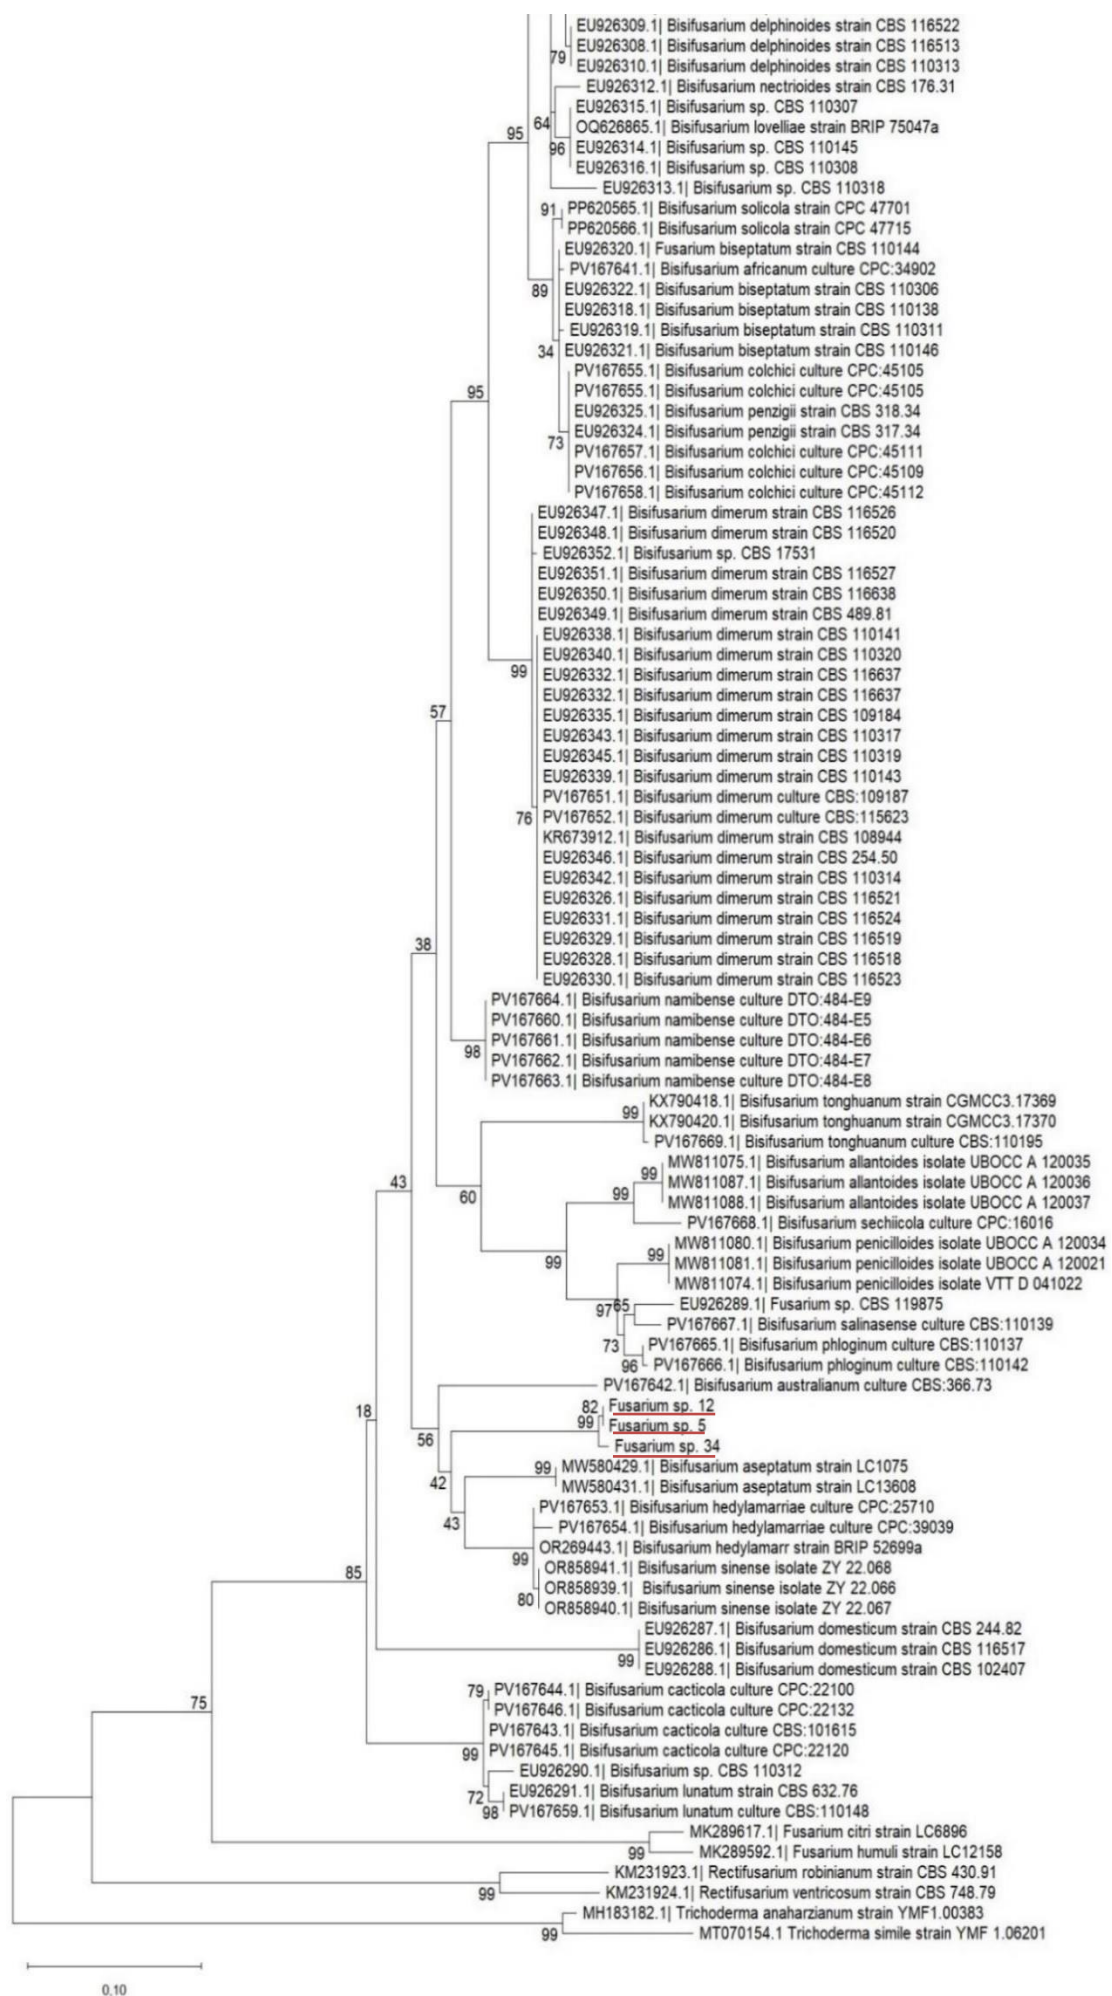 EU926309.1| Bisifusarium delphinoides strain CBS 116522
EU926308.1| Bisifusarium delphinoides strain CBS 116513
79
EU926310.1| Bisifusarium delphinoides strain CBS 110313
EU926312.1| Bisifusarium nectrioides strain CBS 176.31
EU926315.1| Bisifusarium sp. CBS 110307
64
OQ626865.1| Bisifusarium lovelliae strain BRIP 75047a
95
96
EU926314.1| Bisifusarium sp. CBS 110145
EU926316.1| Bisifusarium sp. CBS 110308
EU926313.1| Bisifusarium sp. CBS 110318
91
PP620565.1| Bisifusarium solicola strain CPC 47701
PP620566.1| Bisifusarium solicola strain CPC 47715
EU926320.1| Fusarium biseptatum strain CBS 110144
PV167641.1| Bisifusarium africanum culture CPC:34902
89
EU926322.1| Bisifusarium biseptatum strain CBS 110306
EU926318.1| Bisifusarium biseptatum strain CBS 110138
EU926319.1| Bisifusarium biseptatum strain CBS 110311
34
EU926321.1| Bisifusarium biseptatum strain CBS 110146
PV167655.1| Bisifusarium colchici culture CPC:45105
95
PV167655.1| Bisifusarium colchici culture CPC:45105
EU926325.1| Bisifusarium penzigii strain CBS 318.34
EU926324.1| Bisifusarium penzigii strain CBS 317.34
73
PV167657.1| Bisifusarium colchici culture CPC:45111
PV167656.1| Bisifusarium colchici culture CPC:45109
PV167658.1| Bisifusarium colchici culture CPC:45112
EU926347.1| Bisifusarium dimerum strain CBS 116526
EU926348.1| Bisifusarium dimerum strain CBS 116520
EU926352.1| Bisifusarium sp. CBS 17531
EU926351.1| Bisifusarium dimerum strain CBS 116527
EU926350.1| Bisifusarium dimerum strain CBS 116638
EU926349.1| Bisifusarium dimerum strain CBS 489.81
EU926338.1| Bisifusarium dimerum strain CBS 110141
EU926340.1| Bisifusarium dimerum strain CBS 110320
99
EU926332.1| Bisifusarium dimerum strain CBS 116637
EU926332.1| Bisifusarium dimerum strain CBS 116637
57
EU926335.1| Bisifusarium dimerum strain CBS 109184
EU926343.1| Bisifusarium dimerum strain CBS 110317
EU926345.1| Bisifusarium dimerum strain CBS 110319
EU926339.1| Bisifusarium dimerum strain CBS 110143
PV167651.1| Bisifusarium dimerum culture CBS:109187
76
PV167652.1| Bisifusarium dimerum culture CBS:115623
KR673912.1| Bisifusarium dimerum strain CBS 108944
EU926346.1| Bisifusarium dimerum strain CBS 254.50
EU926342.1| Bisifusarium dimerum strain CBS 110314
EU926326.1| Bisifusarium dimerum strain CBS 116521
EU926331.1| Bisifusarium dimerum strain CBS 116524
38
EU926329.1| Bisifusarium dimerum strain CBS 116519
EU926328.1| Bisifusarium dimerum strain CBS 116518
EU926330.1| Bisifusarium dimerum strain CBS 116523
PV167664.1| Bisifusarium namibense culture DTO:484-E9
PV167660.1| Bisifusarium namibense culture DTO:484-E5
PV167661.1| Bisifusarium namibense culture DTO:484-E6
98
PV167662.1| Bisifusarium namibense culture DTO:484-E7
PV167663.1| Bisifusarium namibense culture DTO:484-E8
KX790418.1| Bisifusarium tonghuanum strain CGMCC3.17369
99
KX790420.1| Bisifusarium tonghuanum strain CGMCC3.17370
PV167669.1| Bisifusarium tonghuanum culture CBS:110195
MW811075.1| Bisifusarium allantoides isolate UBOCC A 120035
99
43
MW811087.1| Bisifusarium allantoides isolate UBOCC A 120036
60
99
MW811088.1| Bisifusarium allantoides isolate UBOCC A 120037
PV167668.1| Bisifusarium sechiicola culture CPC:16016
MW811080.1| Bisifusarium penicilloides isolate UBOCC A 120034
99
99
MW811081.1| Bisifusarium penicilloides isolate UBOCC A 120021
MW811074.1| Bisifusarium penicilloides isolate VTT D 041022
97
65
EU926289.1| Fusarium sp. CBS 119875
PV167667.1| Bisifusarium salinasense culture CBS:110139
73
PV167665.1| Bisifusarium phloginum culture CBS:110137
96
PV167666.1| Bisifusarium phloginum culture CBS:110142
PV167642.1| Bisifusarium australianum culture CBS:366.73
18
82
Fusarium sp. 12
99
Fusarium sp. 5
56
Fusarium sp. 34
99
MW580429.1| Bisifusarium aseptatum strain LC1075
42
MW580431.1| Bisifusarium aseptatum strain LC13608
PV167653.1| Bisifusarium hedylamarriae culture CPC:25710
43
PV167654.1| Bisifusarium hedylamarriae culture CPC:39039
OR269443.1| Bisifusarium hedylamarr strain BRIP 52699a
99
85
OR858941.1| Bisifusarium sinense isolate ZY 22.068
OR858939.1| Bisifusarium sinense isolate ZY 22.066
80
OR858940.1| Bisifusarium sinense isolate ZY 22.067
EU926287.1| Bisifusarium domesticum strain CBS 244.82
EU926286.1| Bisifusarium domesticum strain CBS 116517
99
EU926288.1| Bisifusarium domesticum strain CBS 102407
79
PV167644.1| Bisifusarium cacticola culture CPC:22100
75
PV167646.1| Bisifusarium cacticola culture CPC:22132
PV167643.1| Bisifusarium cacticola culture CBS:101615
99
PV167645.1| Bisifusarium cacticola culture CPC:22120
EU926290.1| Bisifusarium sp. CBS 110312
72
EU926291.1| Bisifusarium lunatum strain CBS 632.76
98
PV167659.1| Bisifusarium lunatum culture CBS:110148
MK289617.1| Fusarium citri strain LC6896
99
MK289592.1| Fusarium humuli strain LC12158
KM231923.1| Rectifusarium robinianum strain CBS 430.91
99
KM231924.1| Rectifusarium ventricosum strain CBS 748.79
MH183182.1| Trichoderma anaharzianum strain YMF1.00383
99
MT070154.1 Trichoderma simile strain YMF 1.06201
0.10